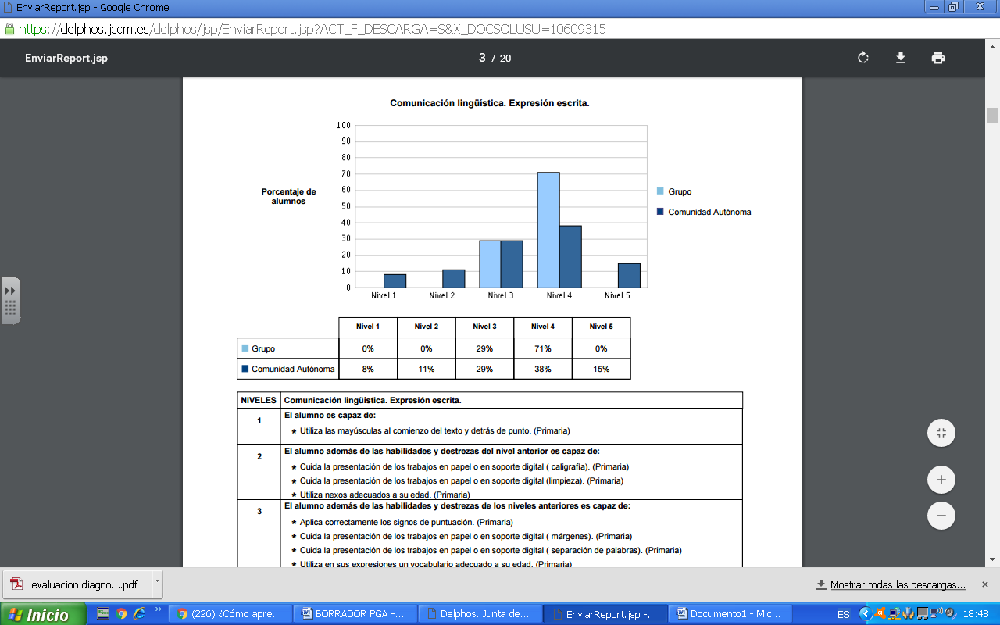 EnviarReport.jsp - Google Chrome
https://delphos.jccm.es/delphos/jsp/EnviarReport.jsp?ACT_F_DESCARGA=S&X_DOCSOLUSU=10609315
EnviarReport.jsp
3 / 20
Comunicación lingüística. Expresión escrita.
100
90
80
70
60
50
40
30
20
10
0
Porcentaje de
alumnos
Nivel 1 Nivel 2 Nivel 3 Nivel 4 Nivel 5
Grupo
Comunidad Autónoma
Nivel 1 Nivel 2 Nivel 3 Nivel 4 Nivel 5
Grupo 0% 0% 29% 71% 0%
Comunidad Autónoma 8% 11% 29% 38% 15%
NIVELES Comunicación lingüística. Expresión escrita.
1 El alumno es capaz de:
* Utiliza las mayúsculas al comienzo del texto y detrás de punto. (Primaria)
2 El alumno además de las habilidades y destrezas del nivel anterior es capaz de:
* Cuida la presentación de los trabajos en papel o en soporte digital ( caligrafía). (Primaria)
* Cuida la presentación de los trabajos en papel o en soporte digital (limpieza). (Primaria)
* Utiliza nexos adecuados a su edad. (Primaria)
3 El alumno además de las habilidades y destrezas de los niveles anteriores es capaz de:
* Aplica correctamente los signos de puntuación. (Primaria)
* Cuida la presentación de los trabajos en papel o en soporte digital ( márgenes). (Primaria)
* Cuida la presentación de los trabajos en papel o en soporte digital ( separación de palabras). (Primaria)
* Utiliza en sus expresiones un vocabulario adecuado a su edad. (Primaria)
evaluacion diagno....pdf
Mostrar todas las descargas...
Inicio
(226) ¿Cómo apre...
BORRADOR PGA -...
Delphos. Junta de...
EnviarReport.jsp -...
Documento1 - Mic...
ES
18:48